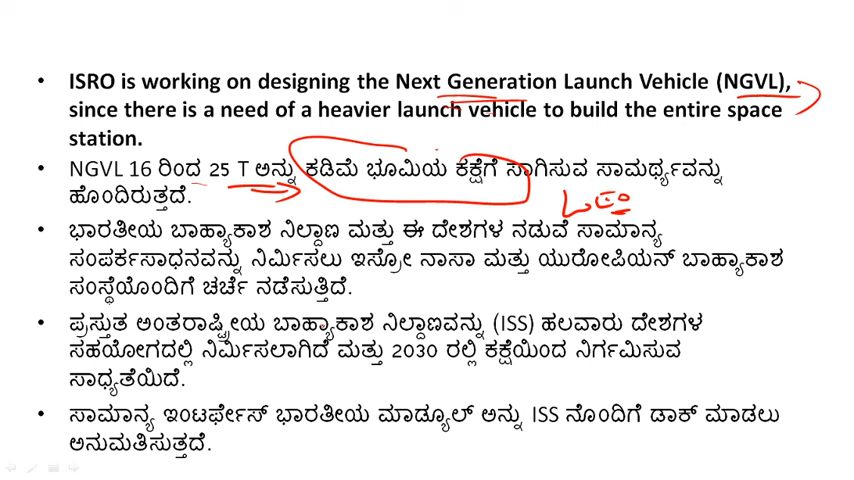 • ISRO is working on designing the Next Generation Launch Vehicle (NGVL),
since there is a need of a heavier launch vehicle to build the entire space
station.
• NGVL 16 ರಿಂದ 25 T ಅನ್ನು ಕಡಿಮೆ ಭೂಮಿಯ ಕಕ್ಷೆಗೆ ಸಾಗಿಸುವ ಸಾಮರ್ಥ್ಯವನ್ನು
ಹೊಂದಿರುತ್ತದೆ.
LEO
• ಭಾರತೀಯ ಬಾಹ್ಯಾಕಾಶ ನಿಲ್ದಾಣ ಮತ್ತು ಈ ದೇಶಗಳ ನಡುವೆ ಸಾಮಾನ್ಯ
ಸಂಪರ್ಕಸಾಧನವನ್ನು ನಿರ್ಮಿಸಲು ಇಸ್ರೋ ನಾಸಾ ಮತ್ತು ಯುರೋಪಿಯನ್ ಬಾಹ್ಯಾಕಾಶ
ಸಂಸ್ಥೆಯೊಂದಿಗೆ ಚರ್ಚೆ ನಡೆಸುತ್ತಿದೆ.
• ಪ್ರಸ್ತುತ ಅಂತರಾಷ್ಟ್ರೀಯ ಬಾಹ್ಯಾಕಾಶ ನಿಲ್ದಾಣವನ್ನು (ISS) ಹಲವಾರು ದೇಶಗಳ
ಸಹಯೋಗದಲ್ಲಿ ನಿರ್ಮಿಸಲಾಗಿದೆ ಮತ್ತು 2030 ರಲ್ಲಿ ಕಕ್ಷೆಯಿಂದ ನಿರ್ಗಮಿಸುವ
ಸಾಧ್ಯತೆಯಿದೆ.
• ಸಾಮಾನ್ಯ ಇಂಟರ್ಫೇಸ್ ಭಾರತೀಯ ಮಾಡ್ಯೂಲ್ ಅನ್ನು ISS ನೊಂದಿಗೆ ಡಾಕ್ ಮಾಡಲು
ಅನುಮತಿಸುತ್ತದೆ.